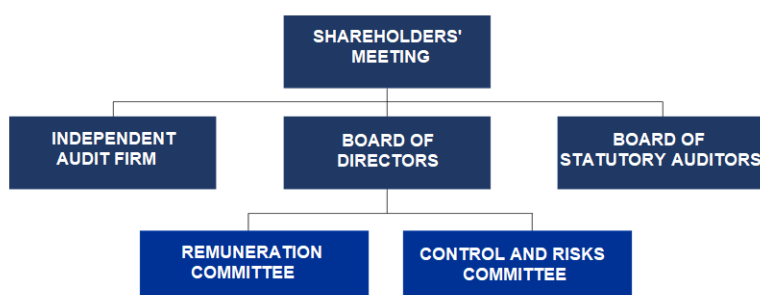 SHAREHOLDERS'
MEETING
INDEPENDENT
AUDIT FIRM
BOARD OF
DIRECTORS
BOARD OF
STATUTORY AUDITORS
REMUNERATION
COMMITTEE
CONTROL AND RISKS
COMMITTEE